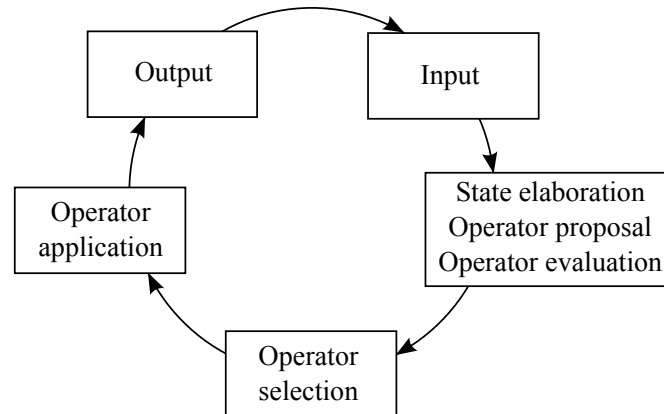 Output
Input
State elaboration
Operator proposal
Operator evaluation
Operator
application
Operator
selection